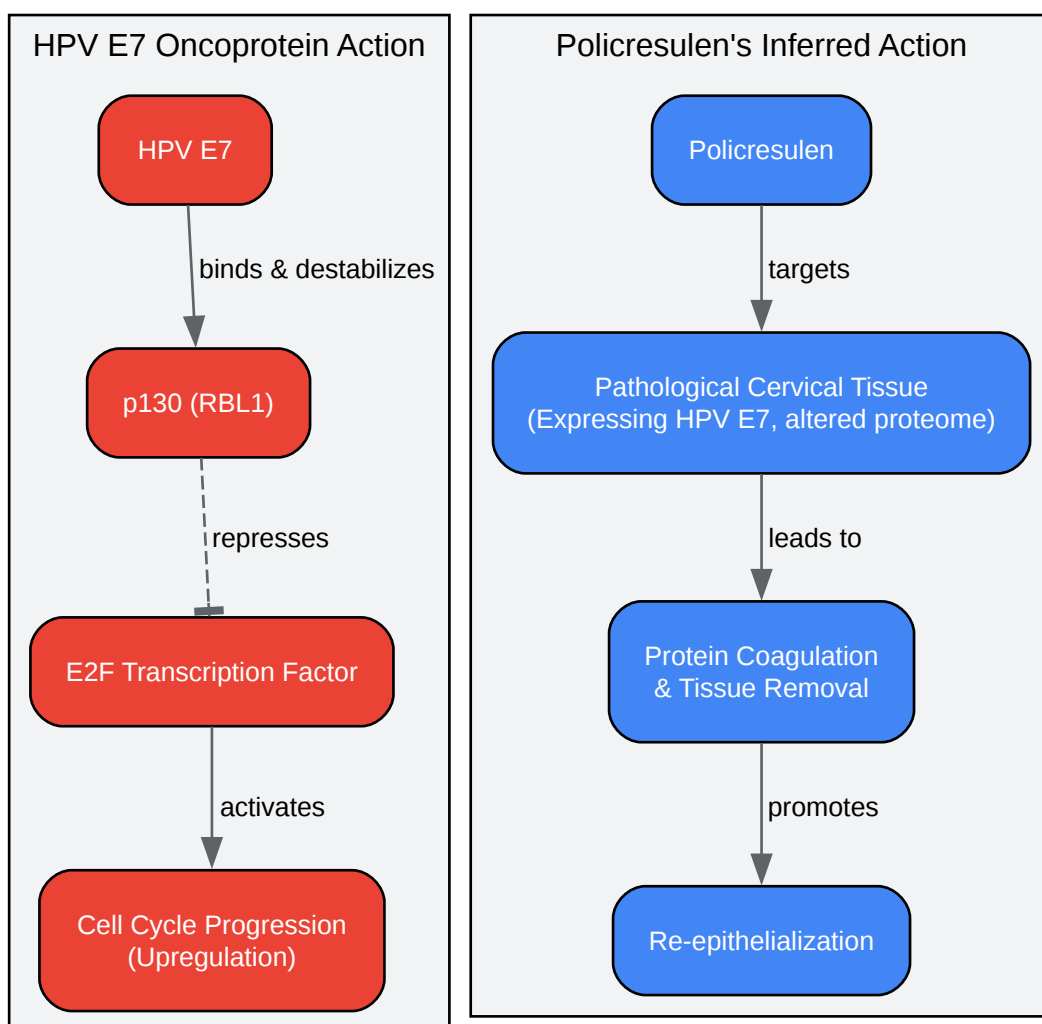 HPV E7 Oncoprotein Action
HPV E7
binds & destabilizes
p130 (RBL1)
represses
E2F Transcription Factor
activates
Cell Cycle Progression
(Upregulation)
Policresulen's Inferred Action
Policresulen
targets
Pathological Cervical Tissue
(Expressing HPV E7, altered proteome)
leads to
Protein Coagulation
& Tissue Removal
promotes
Re-epithelialization